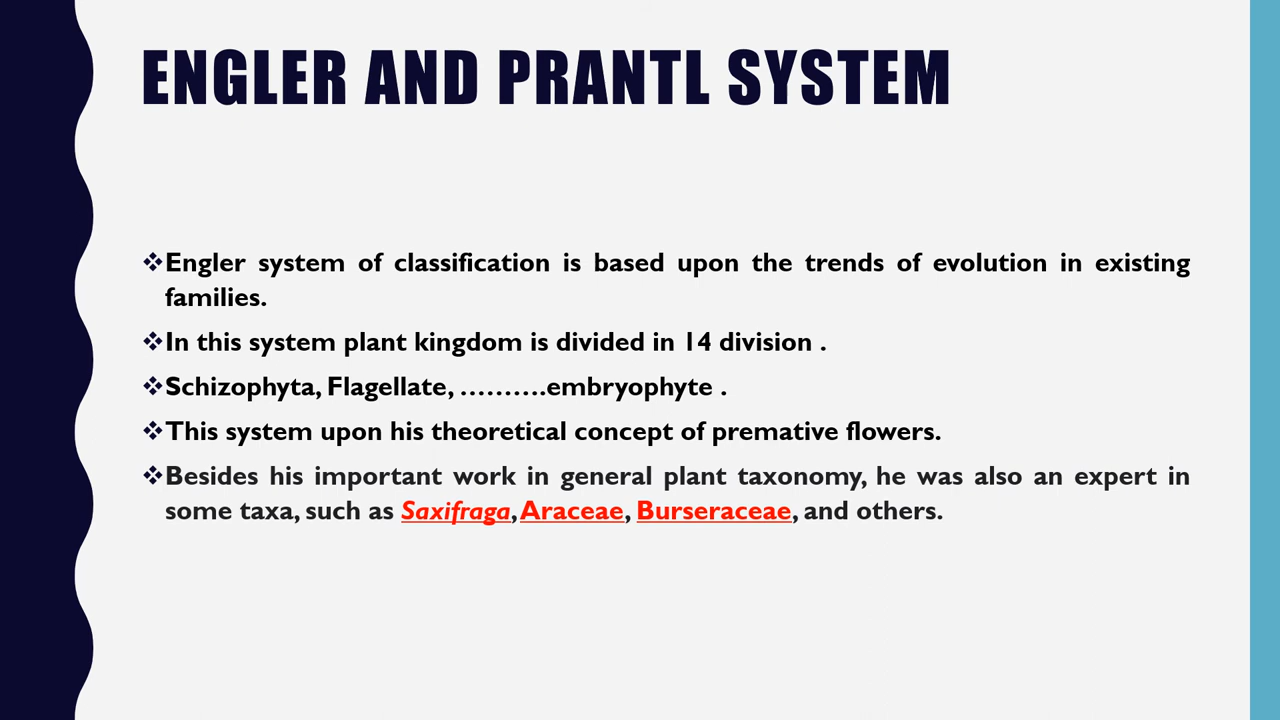 ENGLER AND PRANTL SYSTEM
❖Engler system of classification is based upon the trends of evolution in existing
families.
❖In this system plant kingdom is divided in 14 division .
❖Schizophyta, Flagellate, ……….embryophyte .
❖This system upon his theoretical concept of premative flowers.
❖Besides his important work in general plant taxonomy, he was also an expert in
some taxa, such as Saxifraga, Araceae, Burseraceae, and others.